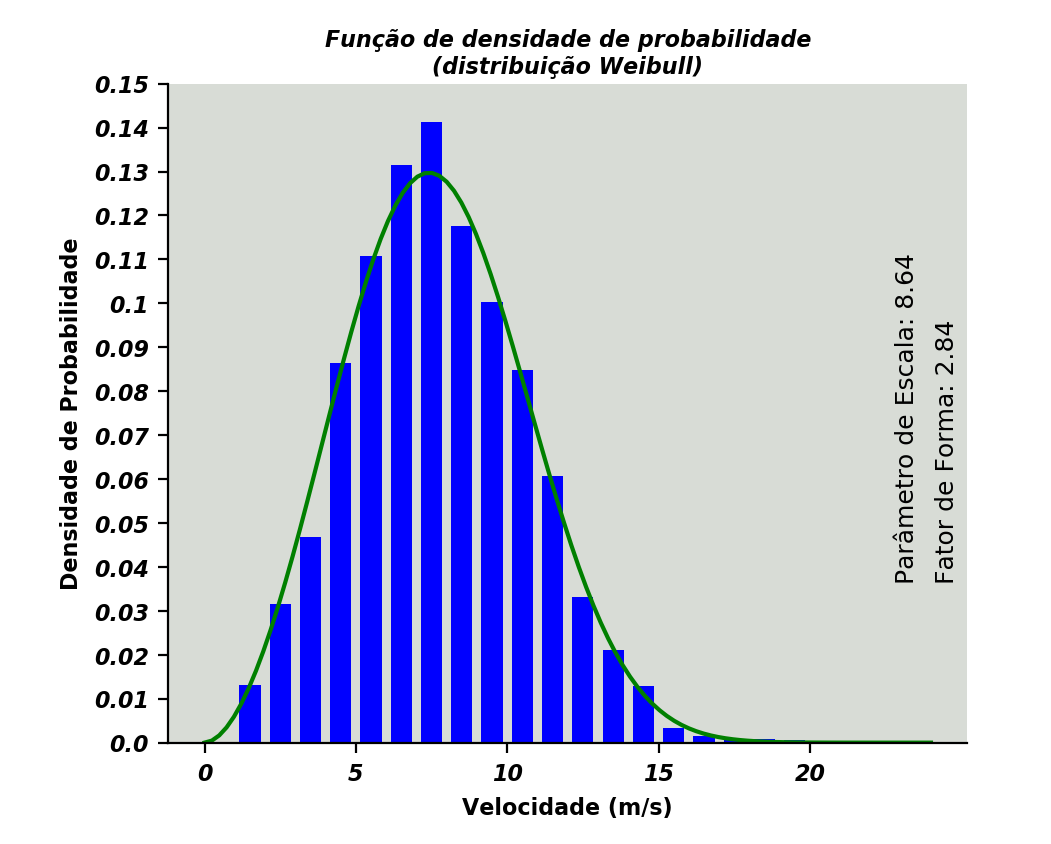 Função de densidade de probabilidade
(distribuição Weibull)
0.15
0.14
0.13
0.12
0.11
0.1
0.09
0.08
0.07
0.06
0.05
0.04
0.03
0.02
0.01
0.0
Densidade de Probabilidade
0 5 10 15 20
Velocidade (m/s)
Parâmetro de Escala: 8.64
Fator de Forma: 2.84